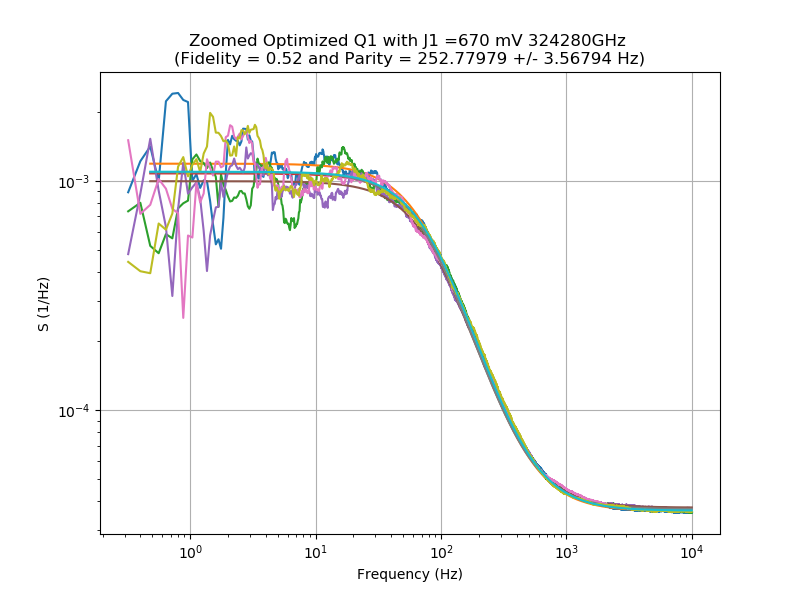 Zoomed Optimized Q1 with J1 =670 mV 324280GHz
(Fidelity = 0.52 and Parity = 252.77979 +/- 3.56794 Hz)
S (1/Hz)
10⁻³
10⁻⁴
10⁰ 10¹ 10² 10³ 10⁴
Frequency (Hz)